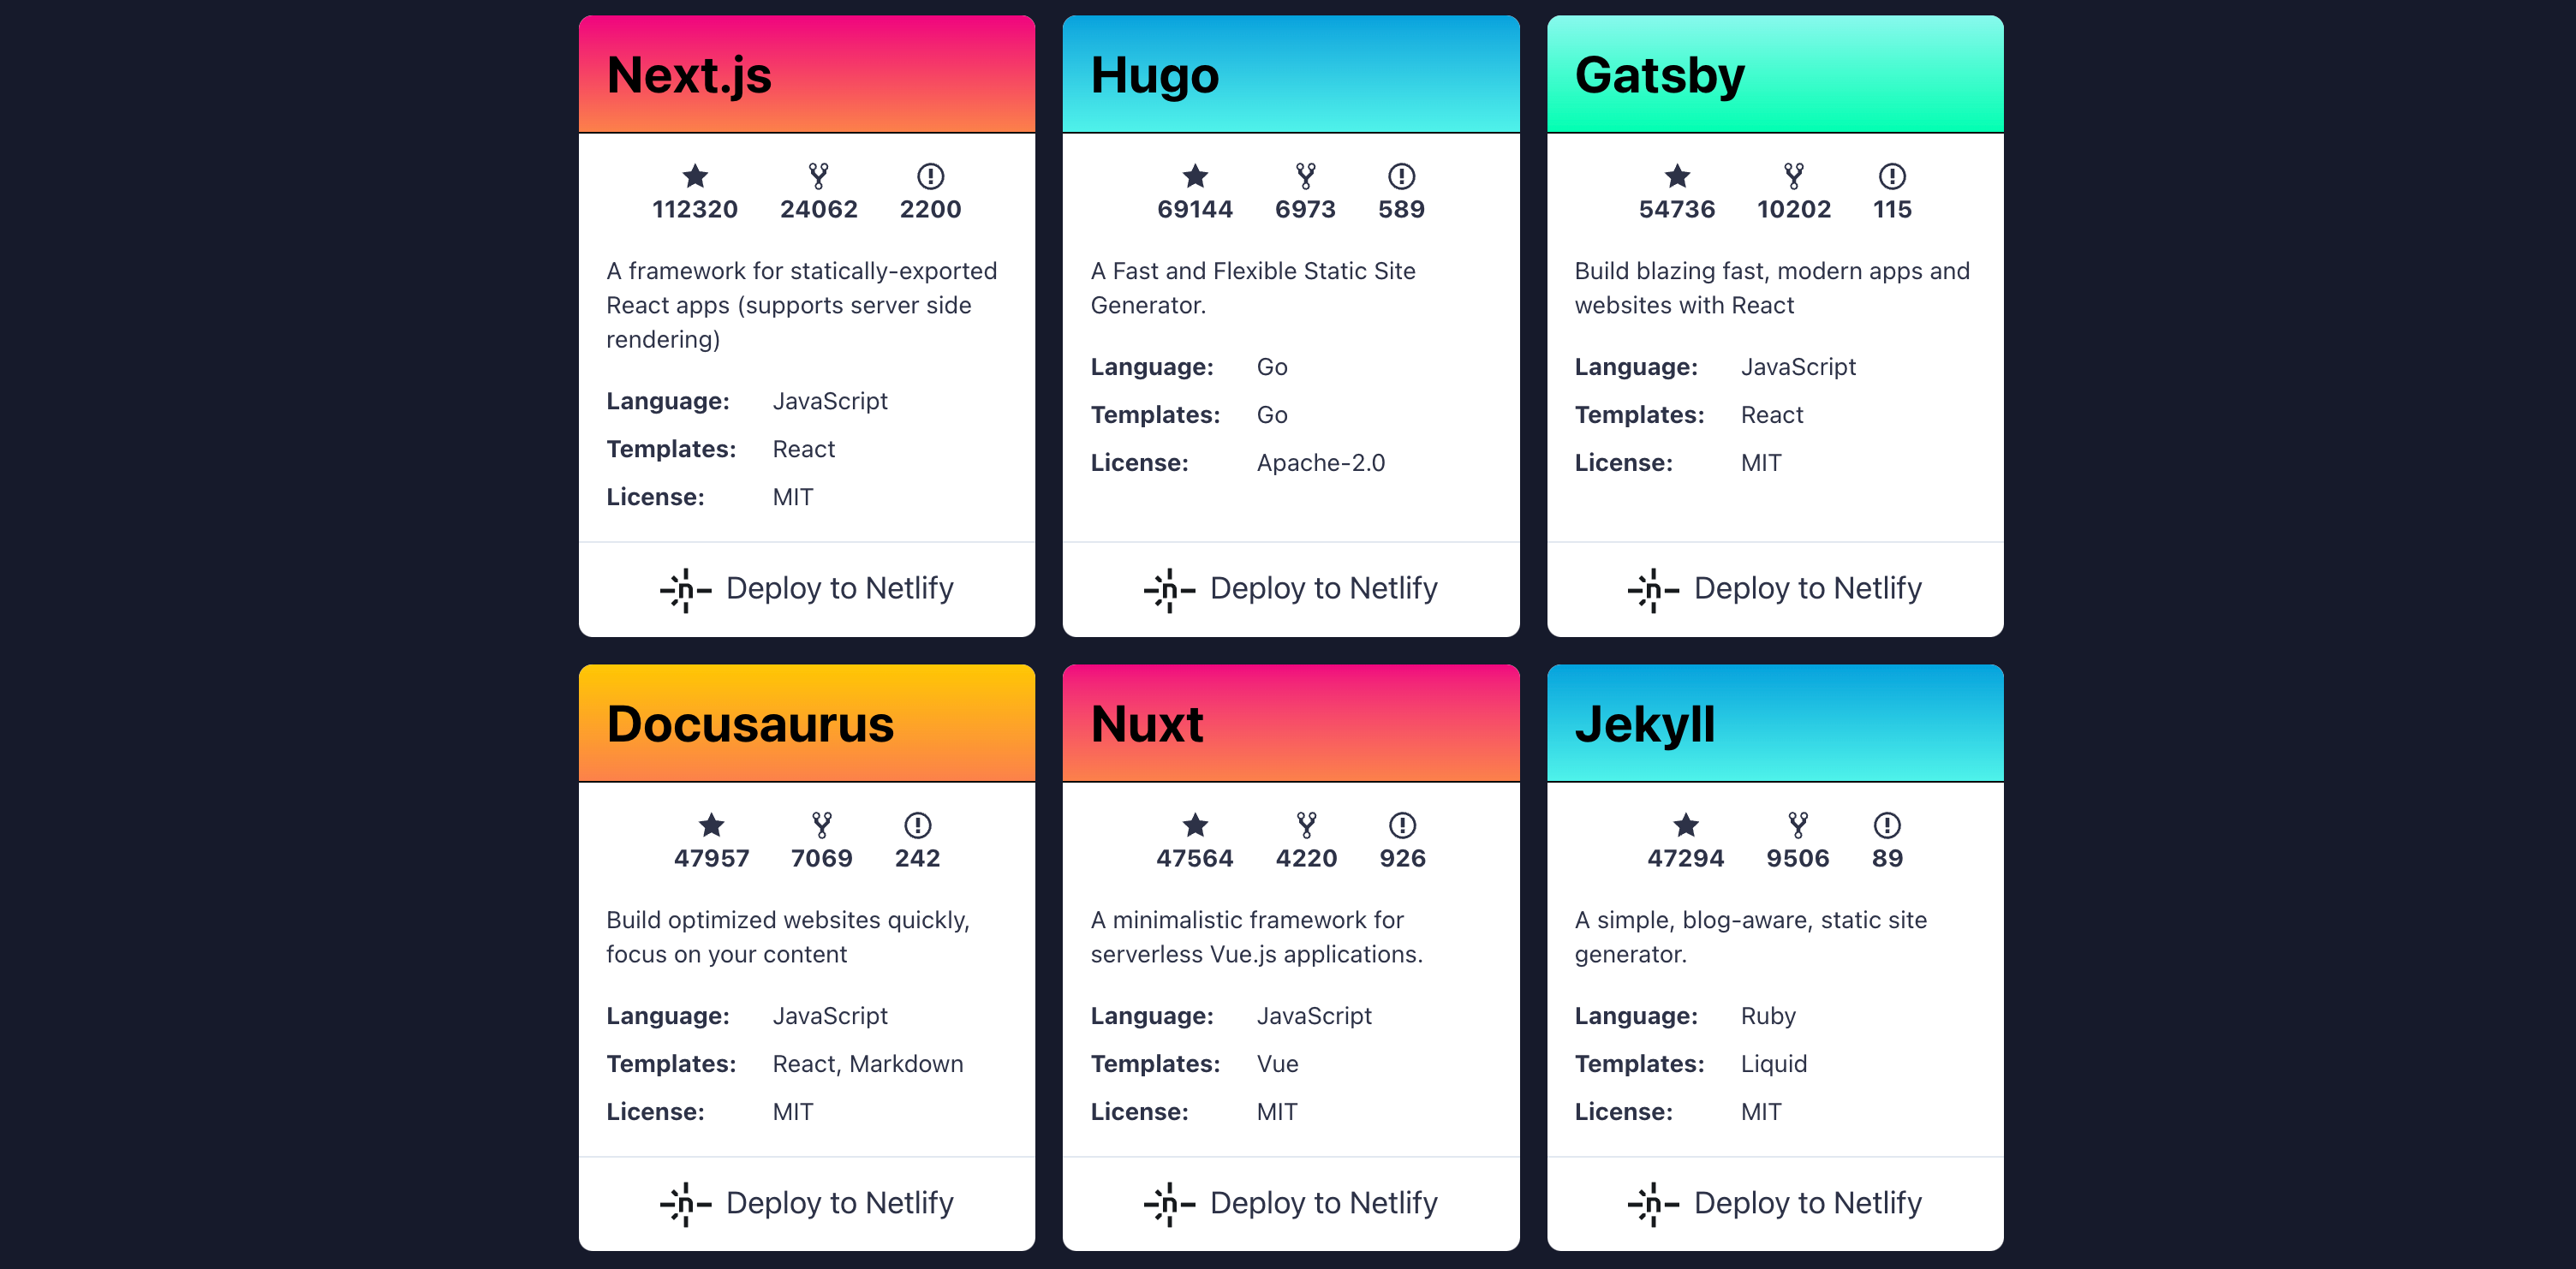 Next.js
112320 24062 2200
A framework for statically-exported
React apps (supports server side
rendering)
Language: JavaScript
Templates: React
License: MIT
Deploy to Netlify
Hugo
69144 6973 589
A Fast and Flexible Static Site
Generator.
Language: Go
Templates: Go
License: Apache-2.0
Deploy to Netlify
Gatsby
54736 10202 115
Build blazing fast, modern apps and
websites with React
Language: JavaScript
Templates: React
License: MIT
Deploy to Netlify
Docusaurus
47957 7069 242
Build optimized websites quickly,
focus on your content
Language: JavaScript
Templates: React, Markdown
License: MIT
Deploy to Netlify
Nuxt
47564 4220 926
A minimalistic framework for
serverless Vue.js applications.
Language: JavaScript
Templates: Vue
License: MIT
Deploy to Netlify
Jekyll
47294 9506 89
A simple, blog-aware, static site
generator.
Language: Ruby
Templates: Liquid
License: MIT
Deploy to Netlify